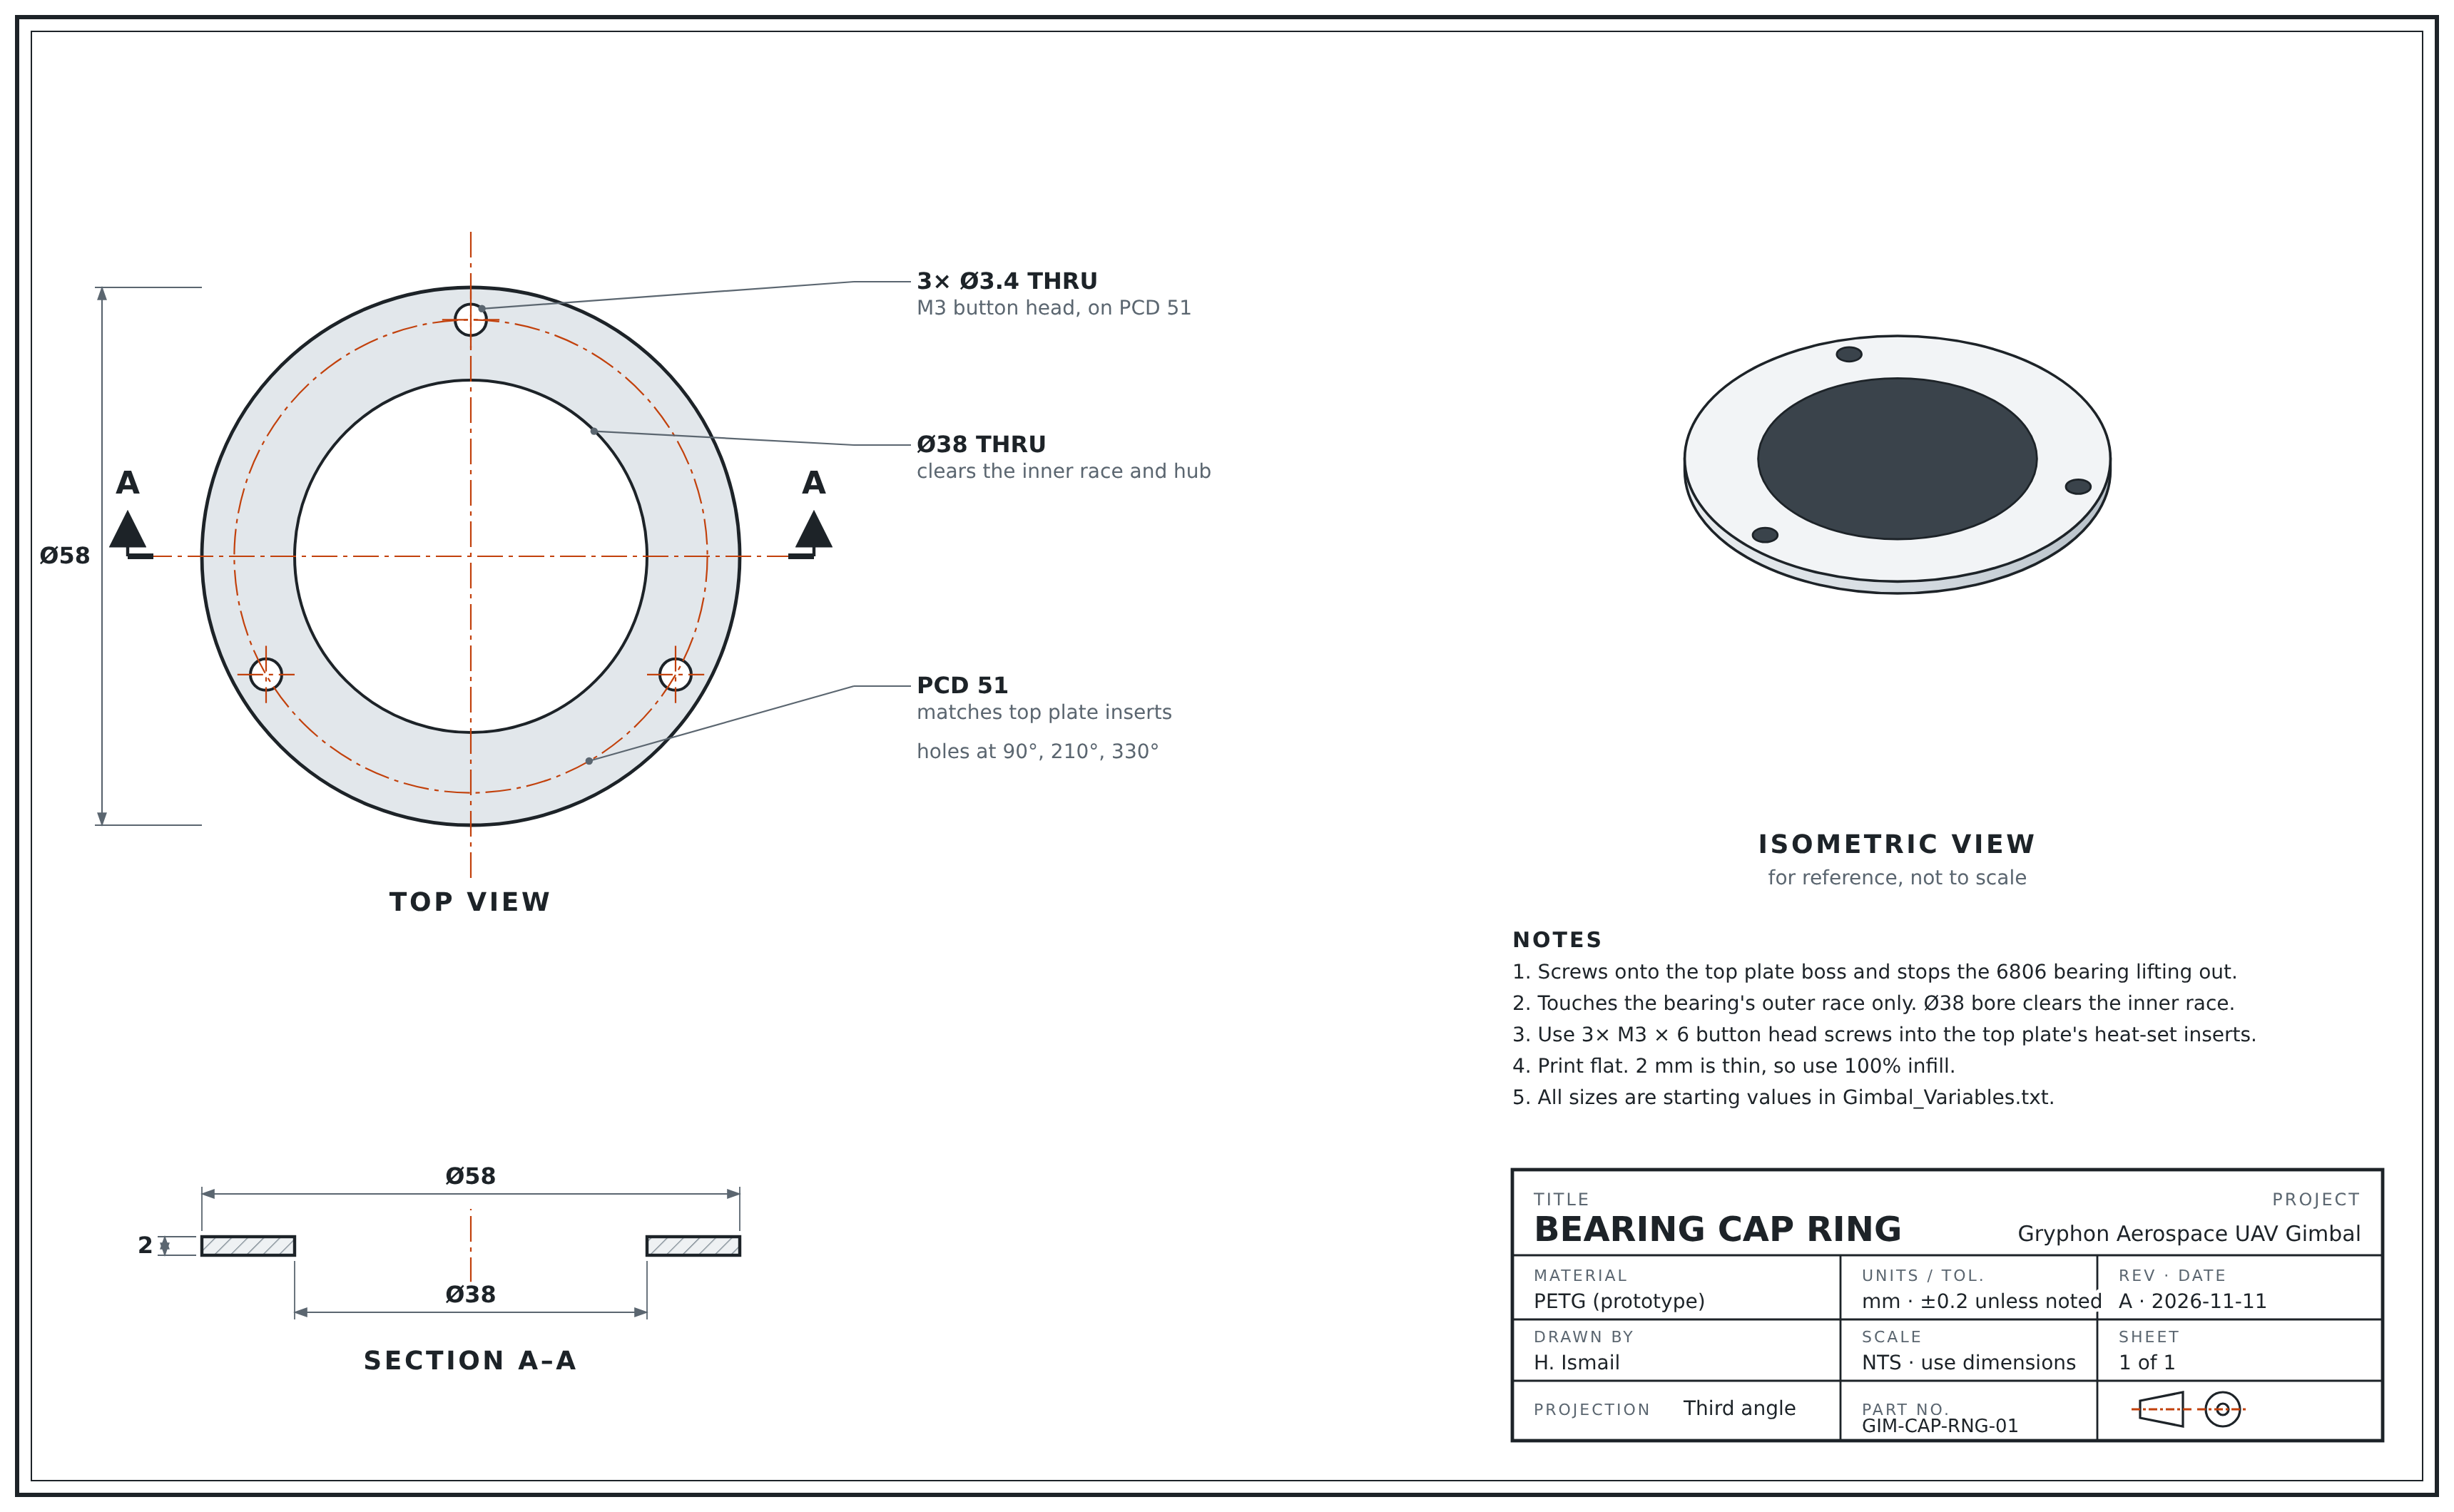 3× Ø3.4 THRU
M3 button head, on PCD 51
Ø38 THRU
clears the inner race and hub
A
A
Ø58
PCD 51
matches top plate inserts
holes at 90°, 210°, 330°
TOP VIEW
ISOMETRIC VIEW
for reference, not to scale
NOTES
1. Screws onto the top plate boss and stops the 6806 bearing lifting out.
2. Touches the bearing's outer race only. Ø38 bore clears the inner race.
3. Use 3× M3 × 6 button head screws into the top plate's heat-set inserts.
4. Print flat. 2 mm is thin, so use 100% infill.
5. All sizes are starting values in Gimbal_Variables.txt.
Ø58
2
Ø38
SECTION A–A
TITLE
BEARING CAP RING
PROJECT
Gryphon Aerospace UAV Gimbal
MATERIAL
PETG (prototype)
UNITS / TOL.
mm · ±0.2 unless noted
REV · DATE
A · 2026-11-11
DRAWN BY
H. Ismail
SCALE
NTS · use dimensions
SHEET
1 of 1
PROJECTION Third angle
PART NO.
GIM-CAP-RNG-01